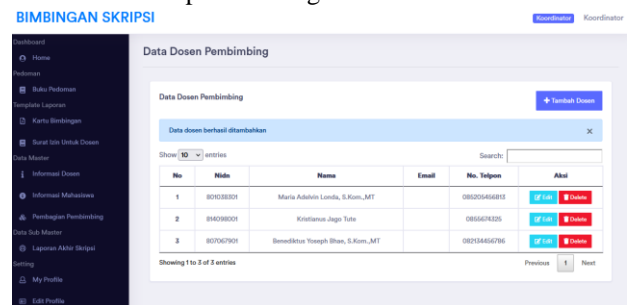 BIMBINGAN SKRIPSI
Koordinator Koordinator
Dashboard
Home
Pedoman
Buku Pedoman
Template Laporan
Kartu Bimbingan
Surat Izin Untuk Dosen
Data Master
Informasi Dosen
Informasi Mahasiswa
Pembagian Pembimbing
Data Sub Master
Laporan Akhir Skripsi
Setting
My Profile
Edit Profile
Data Dosen Pembimbing
Data Dosen Pembimbing
+ Tambah Dosen
Data dosen berhasil ditambahkan ×
Show 10 entries Search:
No Nidn Nama Email No. Telpon Aksi
1 801038301 Maria Adelvin Londa, S.Kom.,MT 085205456813 Edit Delete
2 814098001 Kristianus Jago Tute 0855674325 Edit Delete
3 807067901 Benediktus Yoseph Bhae, S.Kom.,MT 082134456786 Edit Delete
Showing 1 to 3 of 3 entries Previous 1 Next